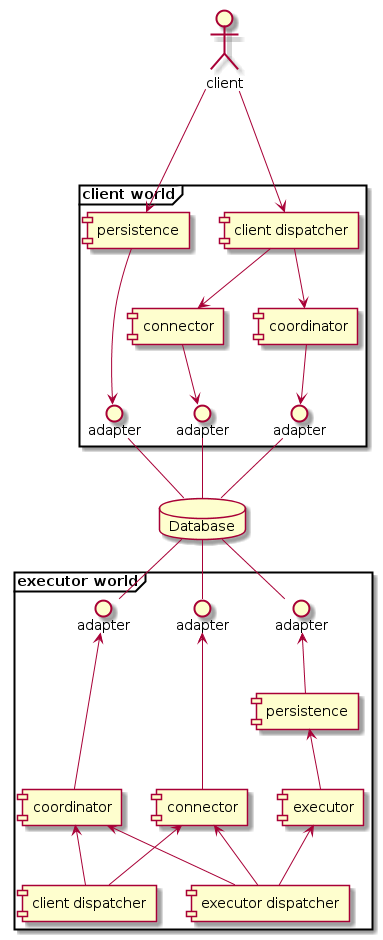 client
client world
persistence
client dispatcher
connector
coordinator
adapter
adapter
adapter
Database
executor world
adapter
adapter
adapter
persistence
coordinator
connector
executor
client dispatcher
executor dispatcher